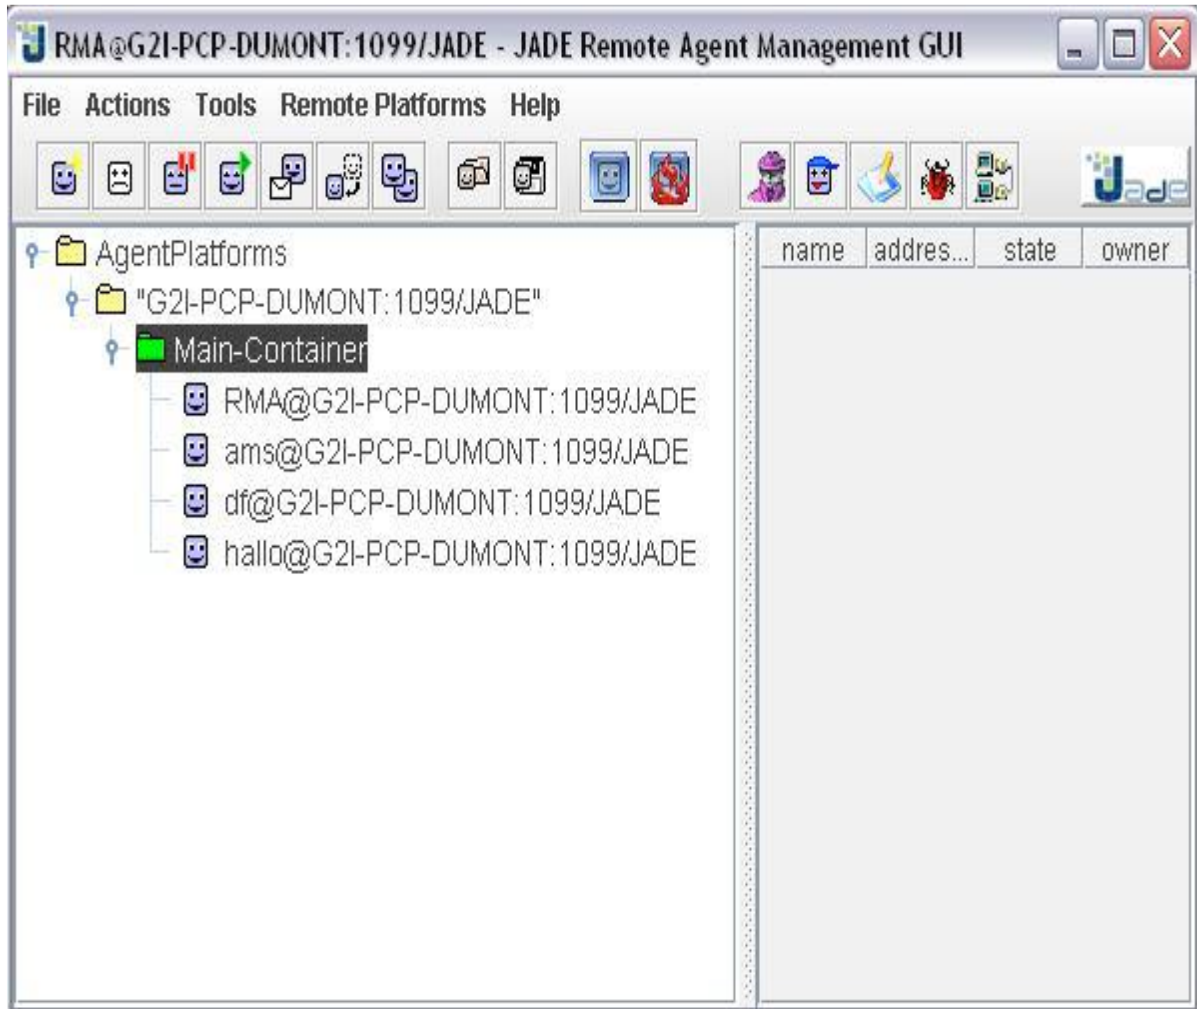 RMA@G2I-PCP-DUMONT:1099/JADE - JADE Remote Agent Management GUI
File Actions Tools Remote Platforms Help
Jade
AgentPlatforms
"G2I-PCP-DUMONT:1099/JADE"
Main-Container
RMA@G2I-PCP-DUMONT:1099/JADE
ams@G2I-PCP-DUMONT:1099/JADE
df@G2I-PCP-DUMONT:1099/JADE
hallo@G2I-PCP-DUMONT:1099/JADE
name addres... state owner